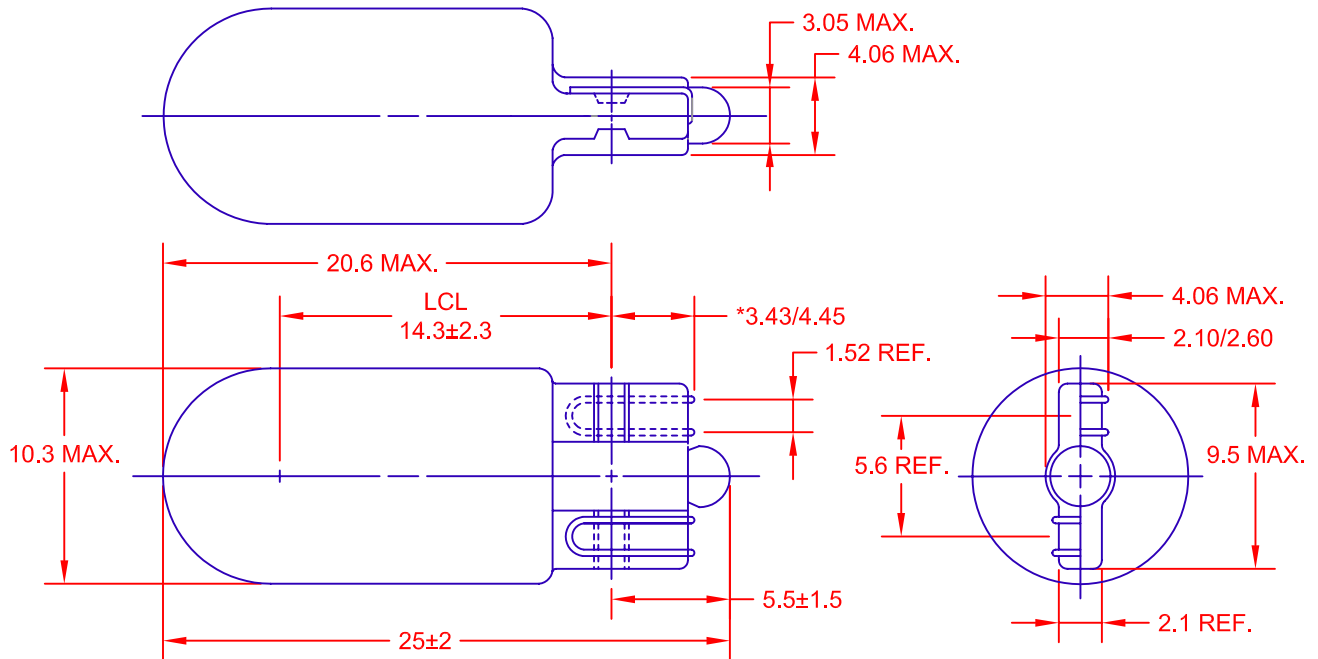 3.05 MAX.
4.06 MAX.
20.6 MAX.
LCL
14.3±2.3
*3.43/4.45
4.06 MAX.
2.10/2.60
1.52 REF.
10.3 MAX.
5.6 REF.
9.5 MAX.
5.5±1.5
2.1 REF.
25±2